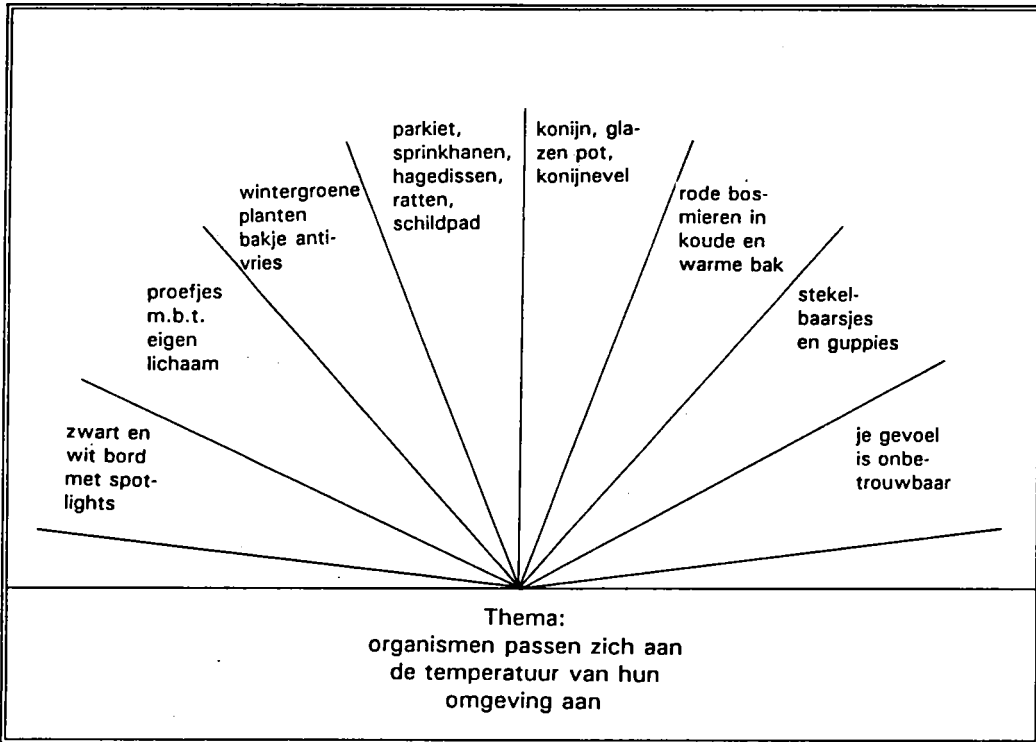 zwart en
wit bord
met spot-
lights
proefjes
m.b.t.
eigen
lichaam
wintergroene
planten
bakje anti-
vries
parkiet,
sprinkhanen,
hagedissen,
ratten,
schildpad
konijn, gla-
zen pot,
konijnevel
rode bos-
mieren in
koude en
warme bak
stekel-
baarsjes
en guppies
je gevoel
is onbe-
trouwbaar
Thema:
organismen passen zich aan
de temperatuur van hun
omgeving aan